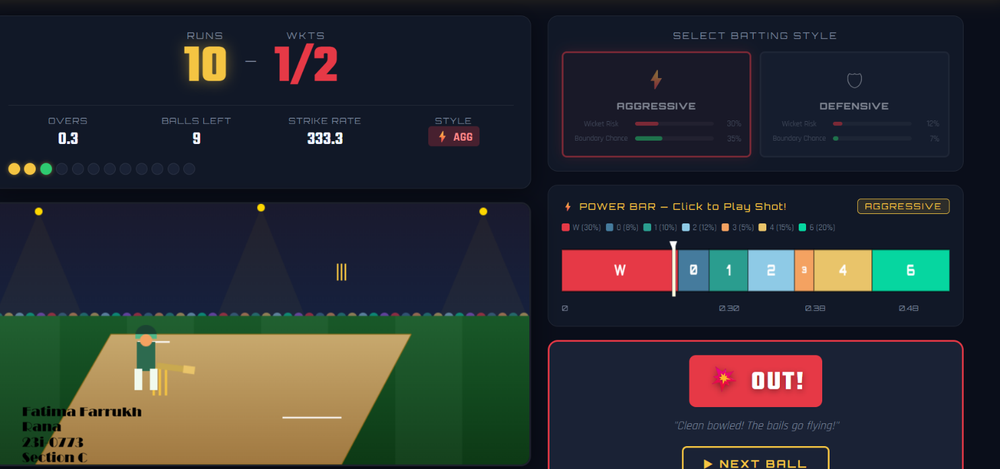 RUNS
WKTS
10 – 1/2
OVERS
BALLS LEFT
STRIKE RATE
STYLE
0.3
9
333.3
AGG
Fatima Farrukh
Rana
23i-0773
Section C
SELECT BATTING STYLE
AGGRESSIVE
Wicket Risk 30%
Boundary Chance 35%
DEFENSIVE
Wicket Risk 12%
Boundary Chance 7%
POWER BAR — Click to Play Shot!
AGGRESSIVE
W (30%) 0 (8%) 1 (10%) 2 (12%) 3 (5%) 4 (15%) 6 (20%)
W 0 1 2 3 4 6
0 0.30 0.38 0.48
OUT!
"Clean bowled! The bails go flying!"
▶ NEXT BALL